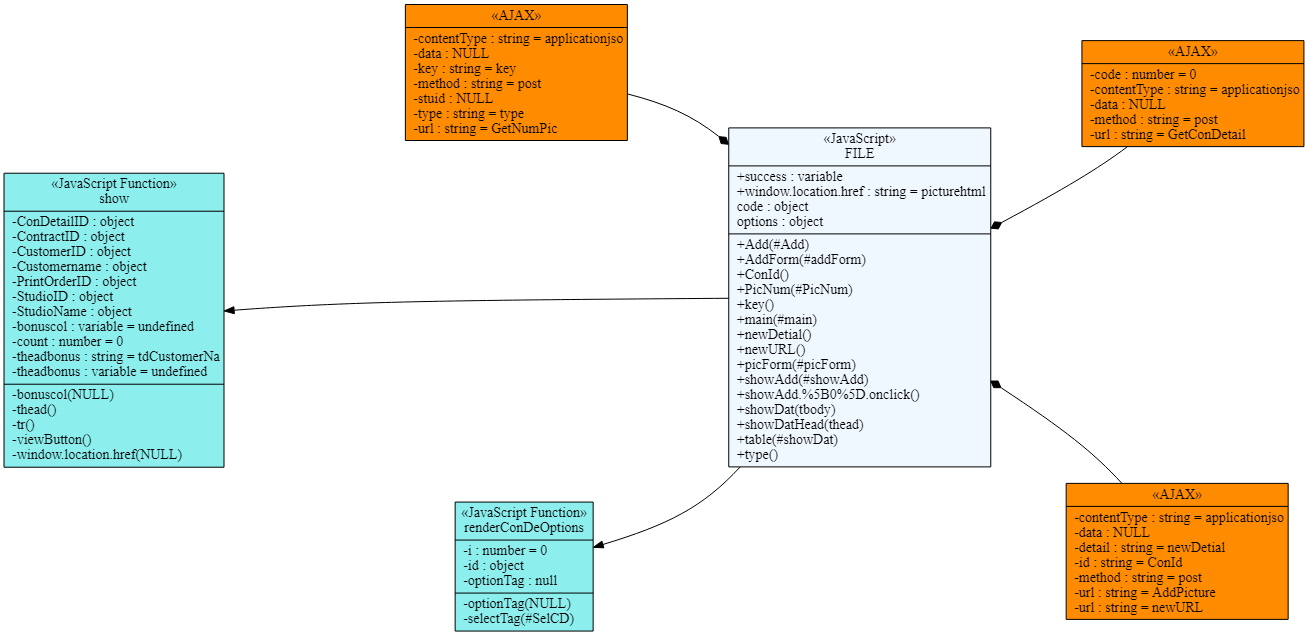 «AJAX»
-contentType : string = applicationjso
-data : NULL
-key : string = key
-method : string = post
-stuid : NULL
-type : string = type
-url : string = GetNumPic
«AJAX»
-code : number = 0
-contentType : string = applicationjso
-data : NULL
-method : string = post
-url : string = GetConDetail
«JavaScript»
FILE
+success : variable
+window.location.href : string = picturehtml
code : object
options : object
+Add(#Add)
+AddForm(#addForm)
+ConId()
+PicNum(#PicNum)
+key()
+main(#main)
+newDetial()
+newURL()
+picForm(#picForm)
+showAdd(#showAdd)
+showAdd.%5B0%5D.onclick()
+showDat(tbody)
+showDatHead(thead)
+table(#showDat)
+type()
«JavaScript Function»
show
-ConDetailID : object
-ContractID : object
-CustomerID : object
-Customername : object
-PrintOrderID : object
-StudioID : object
-StudioName : object
-bonuscol : variable = undefined
-count : number = 0
-theadbonus : string = tdCustomerNa
-theadbonus : variable = undefined
-bonuscol(NULL)
-thead()
-tr()
-viewButton()
-window.location.href(NULL)
«JavaScript Function»
renderConDeOptions
-i : number = 0
-id : object
-optionTag : null
-optionTag(NULL)
-selectTag(#SelCD)
«AJAX»
-contentType : string = applicationjso
-data : NULL
-detail : string = newDetial
-id : string = ConId
-method : string = post
-url : string = AddPicture
-url : string = newURL